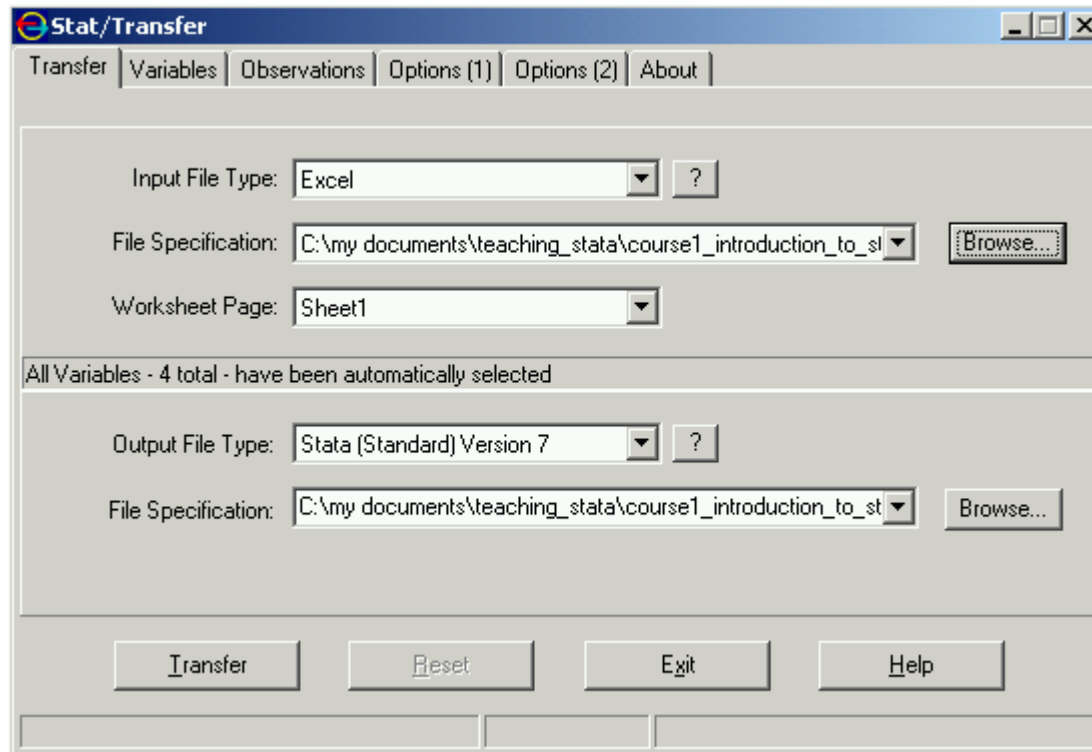 Stat/Transfer
Transfer Variables Observations Options (1) Options (2) About
Input File Type: Excel ?
File Specification: C:\my documents\teaching_stata\course1_introduction_to_st Browse...
Worksheet Page: Sheet1
All Variables - 4 total - have been automatically selected
Output File Type: Stata (Standard) Version 7 ?
File Specification: C:\my documents\teaching_stata\course1_introduction_to_st Browse...
Transfer Reset Exit Help